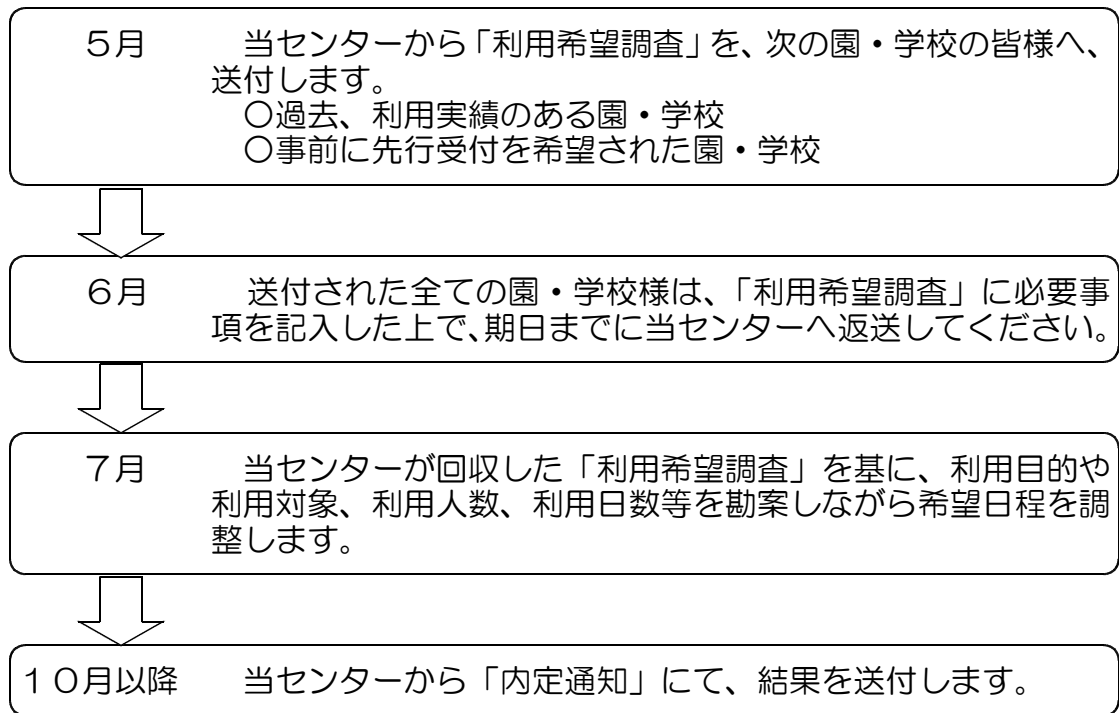 ５月　　当センターから「利用希望調査」を、次の園・学校の皆様へ、
送付します。
〇過去、利用実績のある園・学校
〇事前に先行受付を希望された園・学校
６月　　送付された全ての園・学校様は、「利用希望調査」に必要事
項を記入した上で、期日までに当センターへ返送してください。
７月　　当センターが回収した「利用希望調査」を基に、利用目的や
利用対象、利用人数、利用日数等を勘案しながら希望日程を調
整します。
１０月以降　　当センターから「内定通知」にて、結果を送付します。